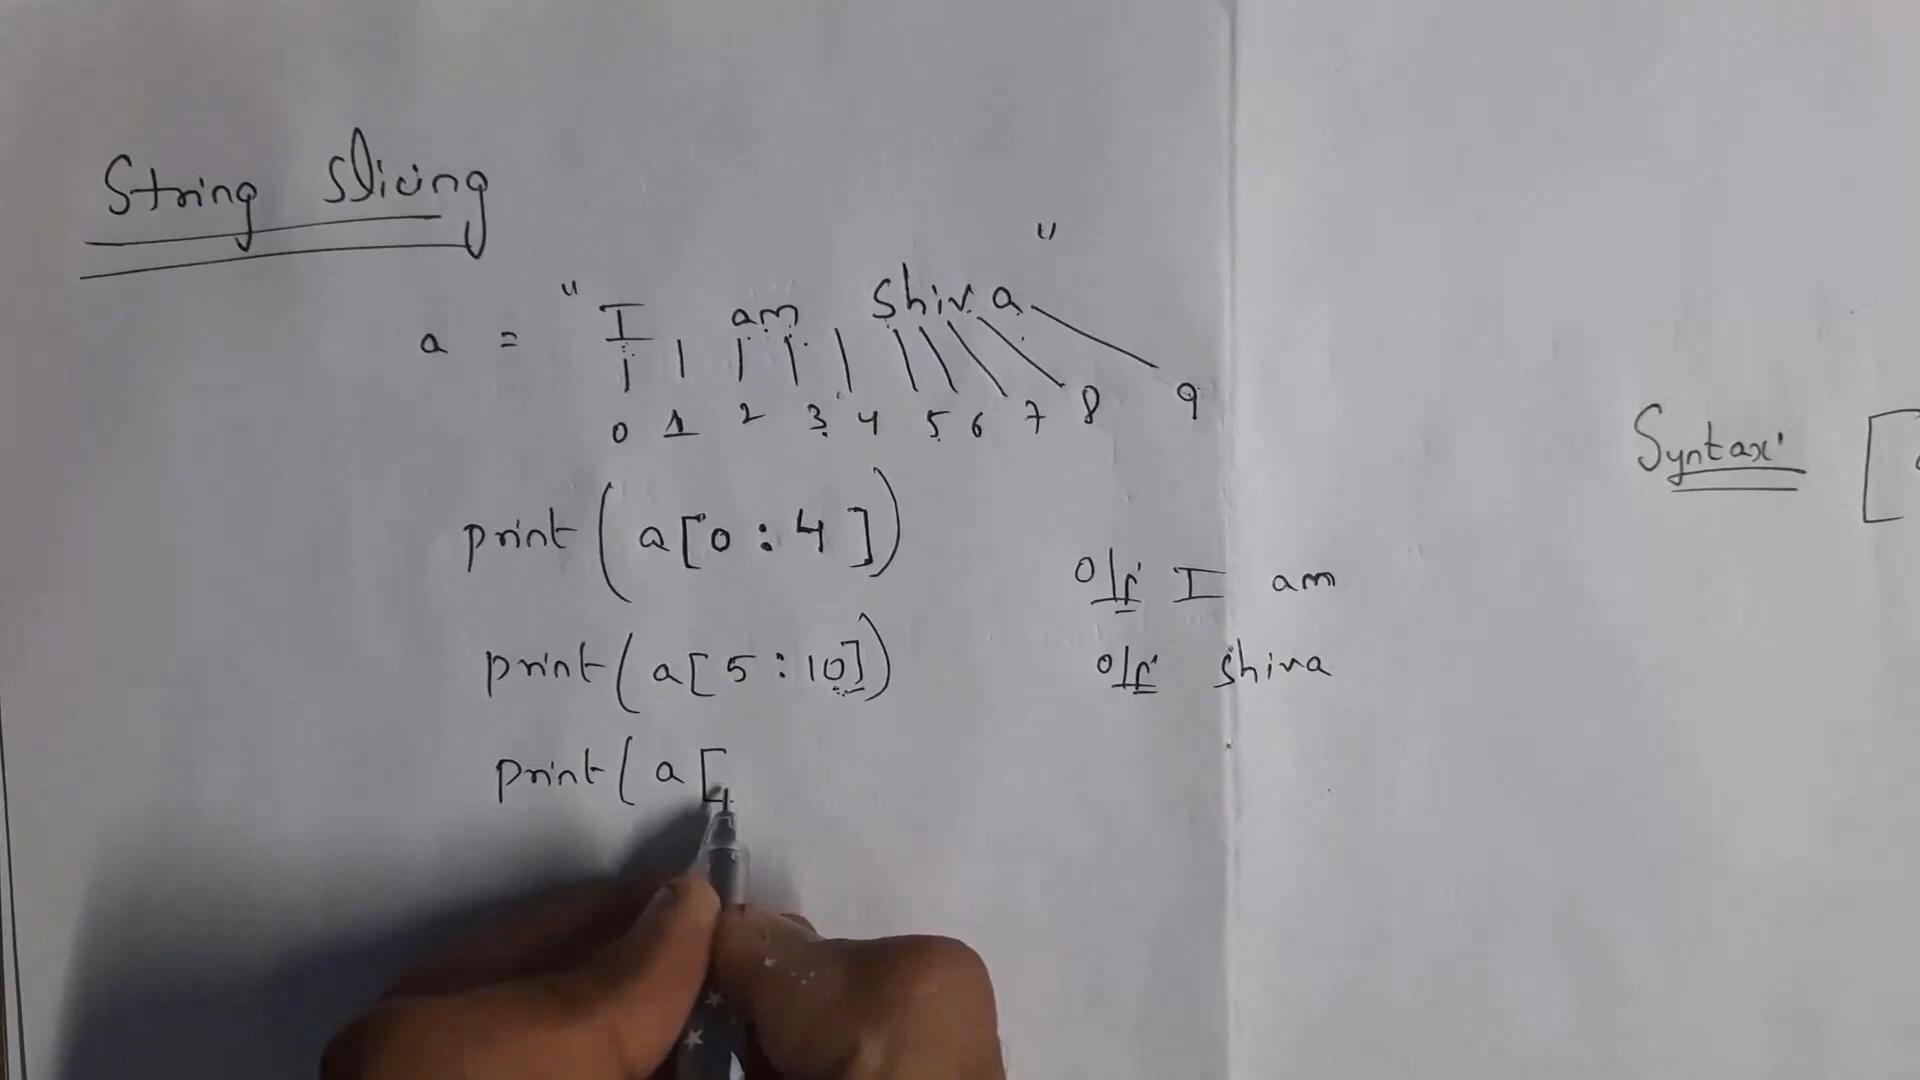 String Slicing
a = "I am Shiva"
0 1 2 3 4 5 6 7 8 9
Syntax:
print(a[0:4])
O/P: I am
print(a[5:10])
O/P: Shiva
print(a[